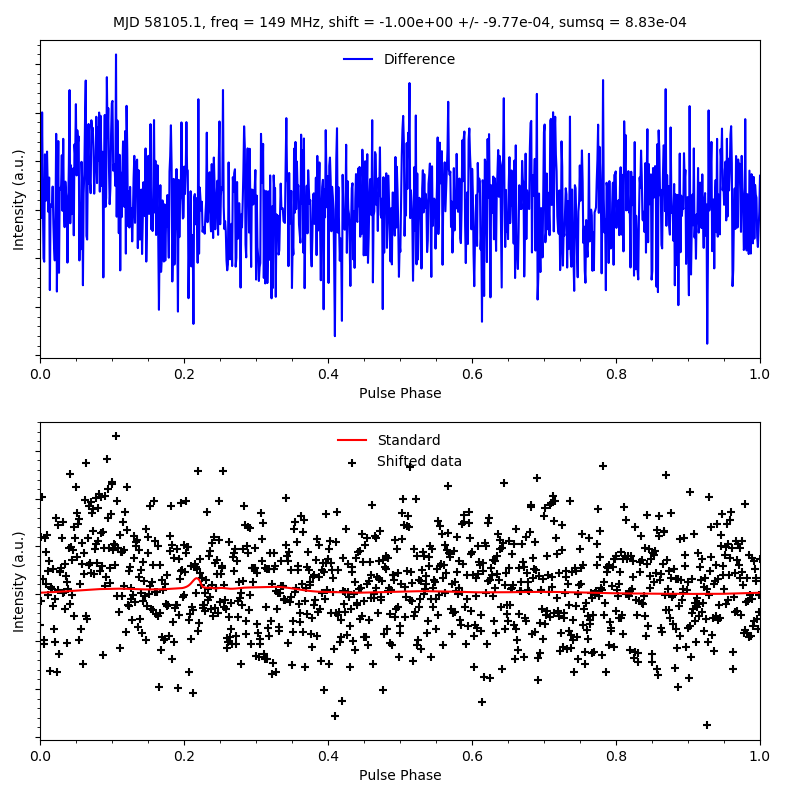 MJD 58105.1, freq = 149 MHz, shift = -1.00e+00 +/- -9.77e-04, sumsq = 8.83e-04
Difference
Intensity (a.u.)
0.0 0.2 0.4 0.6 0.8 1.0
Pulse Phase
Standard
Shifted data
Intensity (a.u.)
0.0 0.2 0.4 0.6 0.8 1.0
Pulse Phase